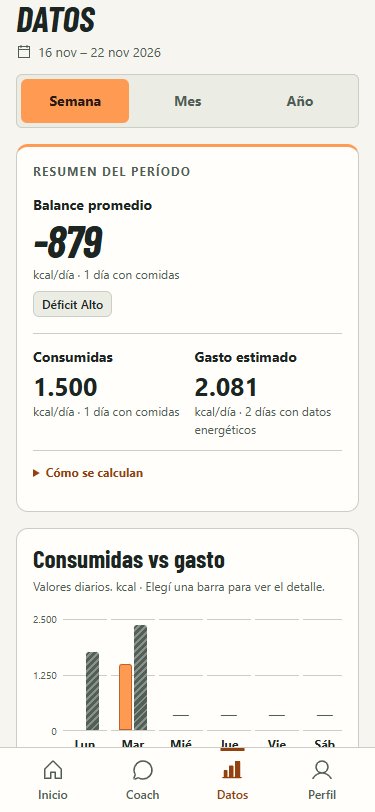 DATOS
16 nov – 22 nov 2026
Semana Mes Año
RESUMEN DEL PERÍODO
Balance promedio
-879
kcal/día · 1 día con comidas
Déficit Alto
Consumidas Gasto estimado
1.500 2.081
kcal/día · 1 día con comidas kcal/día · 2 días con datos
energéticos
Cómo se calculan
Consumidas vs gasto
Valores diarios. kcal · Elegí una barra para ver el detalle.
2.500
1.250
0
Lun Mar Mié Jue Vie Sáb
Inicio Coach Datos Perfil